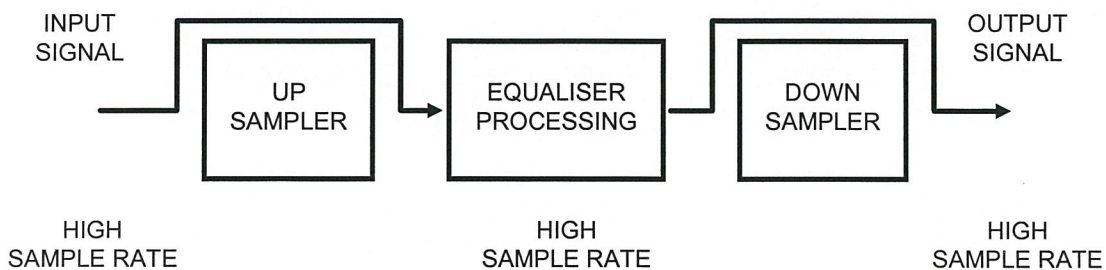 INPUT
SIGNAL
UP
SAMPLER
EQUALISER
PROCESSING
DOWN
SAMPLER
OUTPUT
SIGNAL
HIGH
SAMPLE RATE
HIGH
SAMPLE RATE
HIGH
SAMPLE RATE